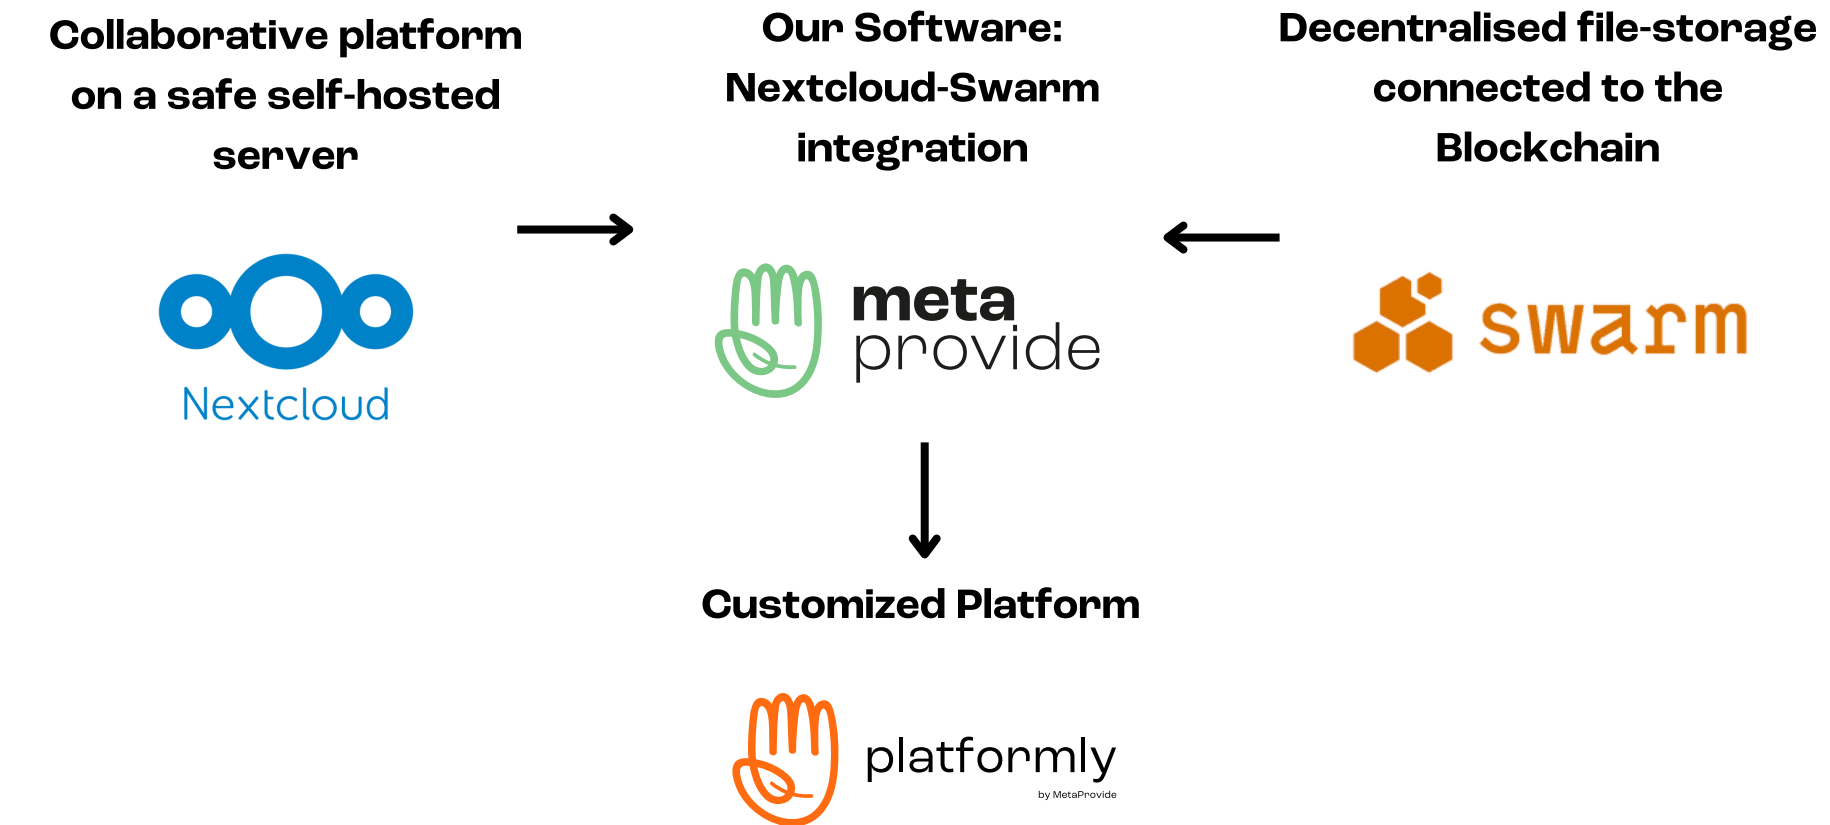 Collaborative platform
on a safe self-hosted
server
Our Software:
Nextcloud-Swarm
integration
Decentralised file-storage
connected to the
Blockchain
Nextcloud
meta
provide
swarm
Customized Platform
platformly
by MetaProvide